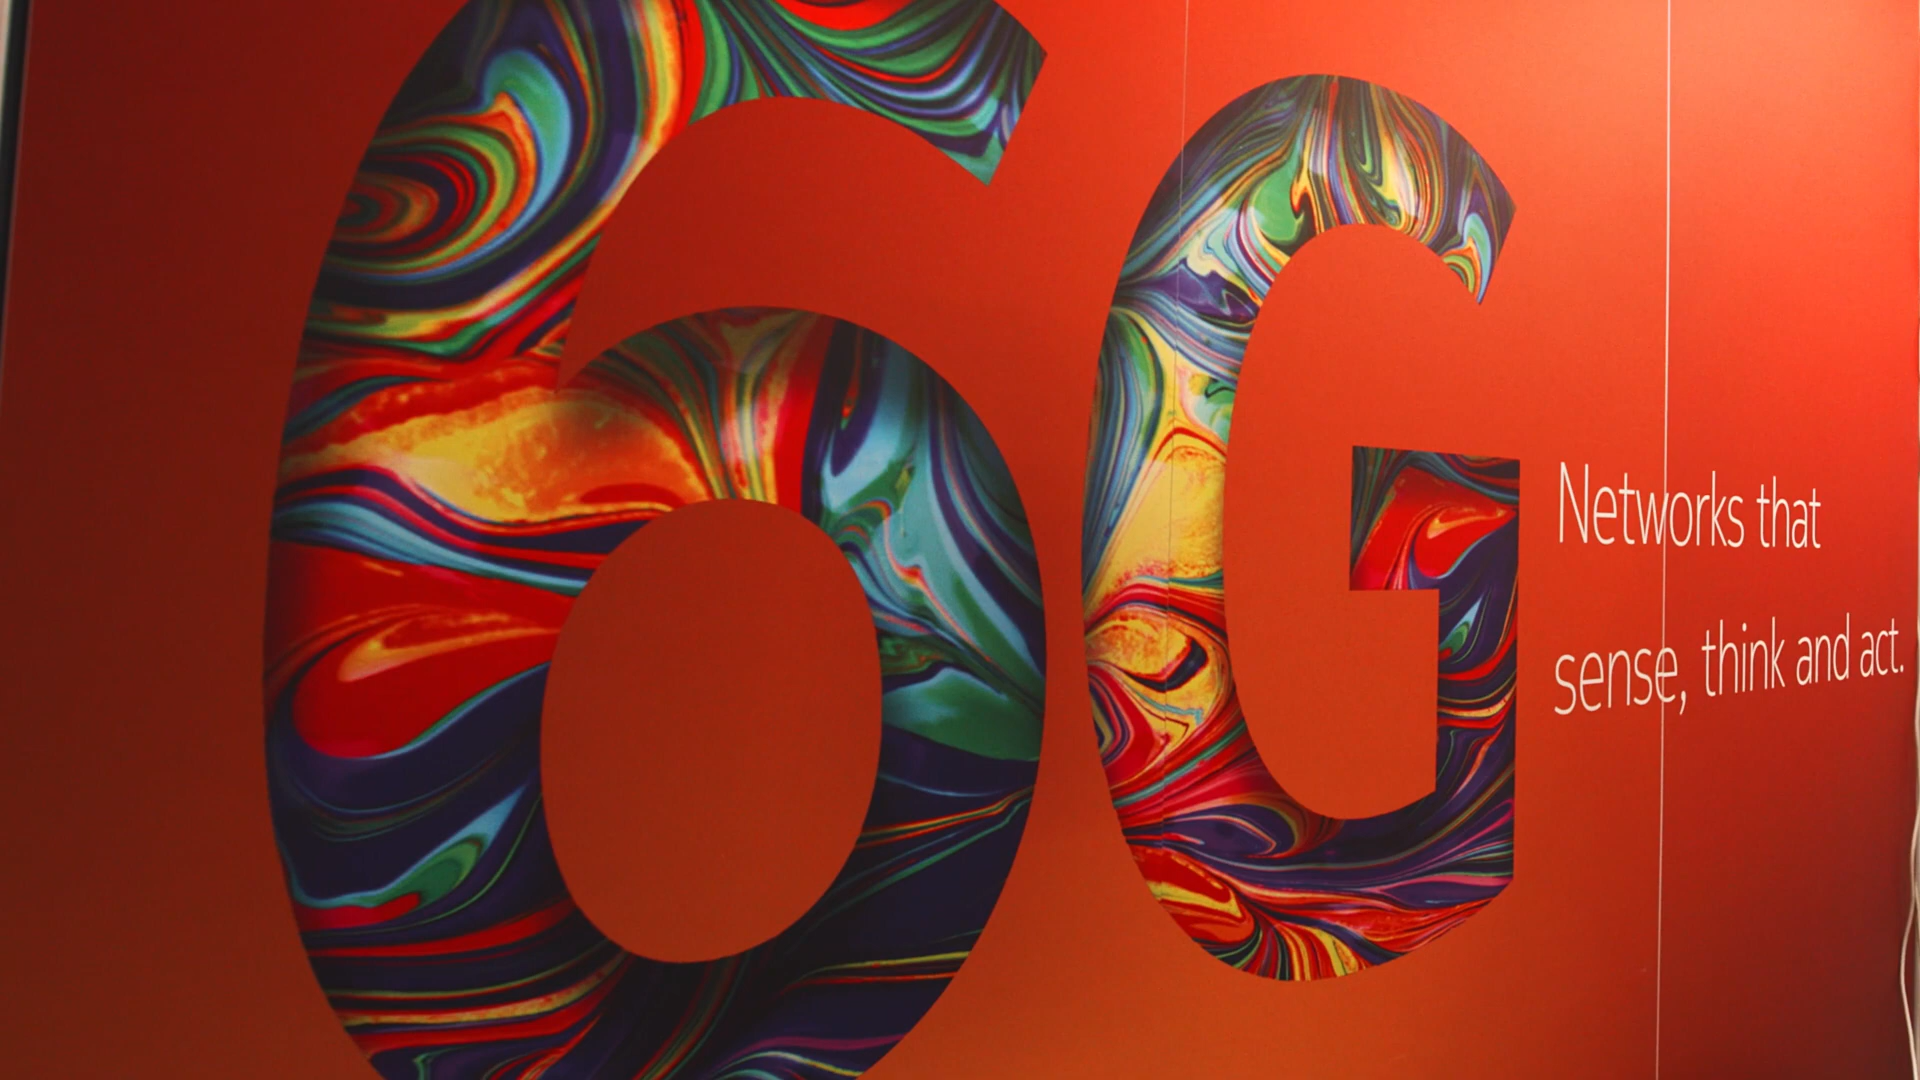 6G
Networks that
sense, think and act.